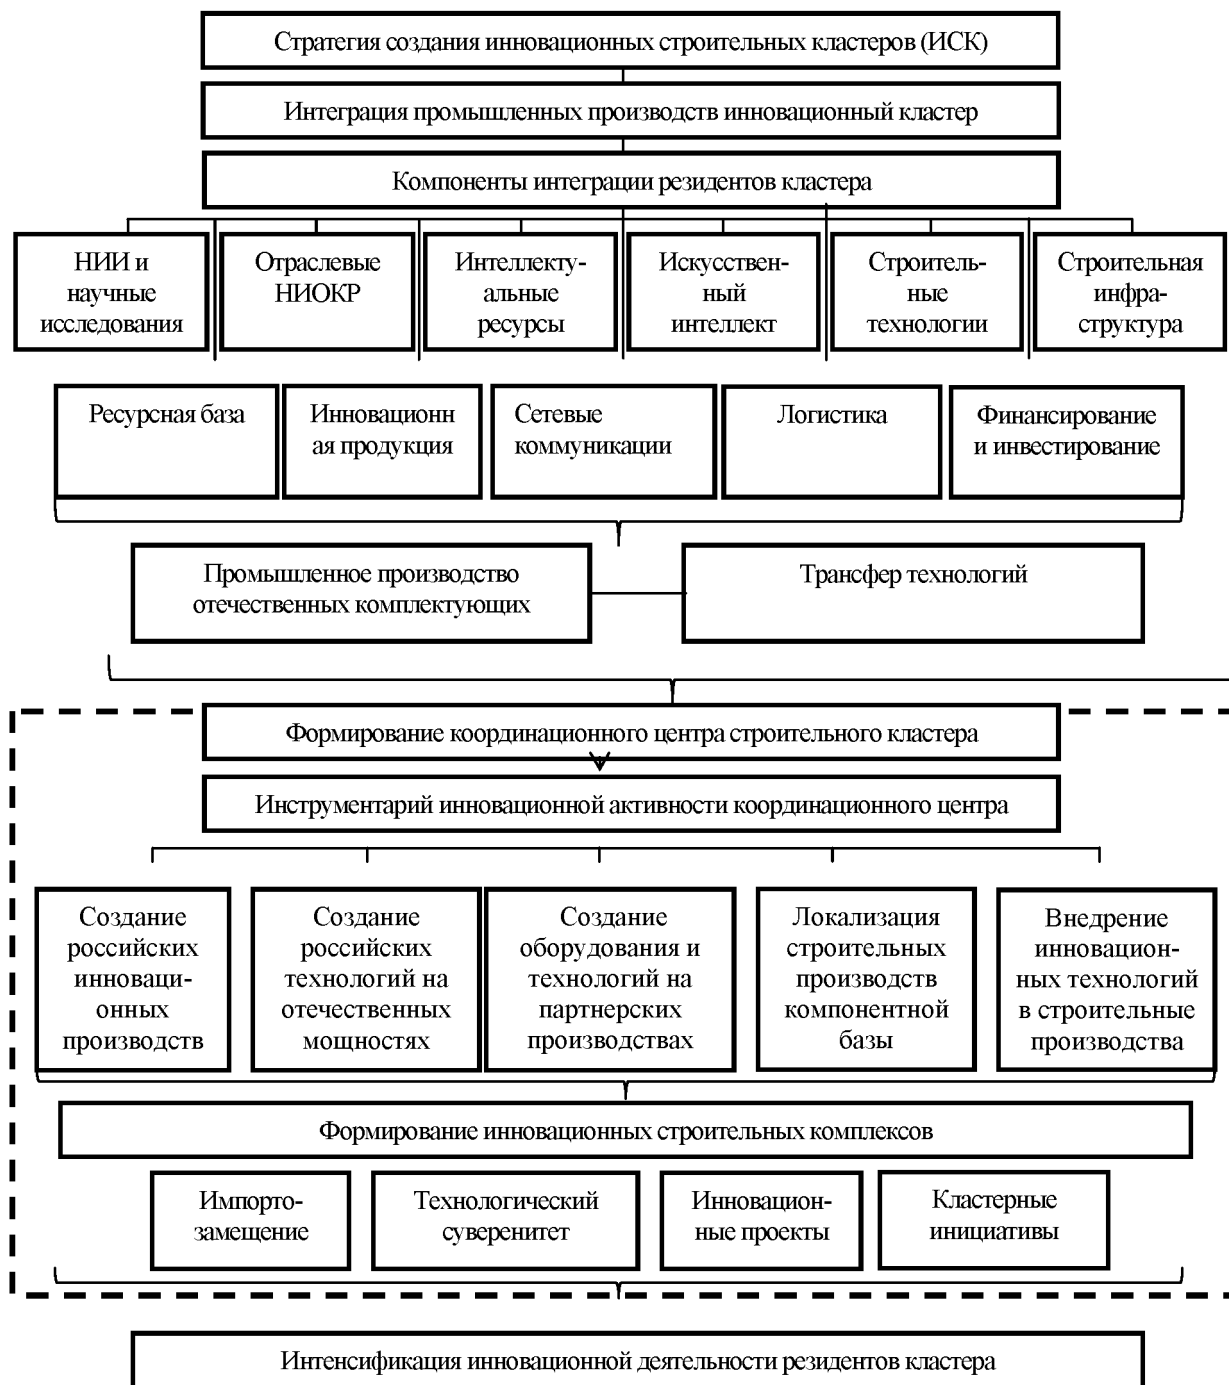 Стратегия создания инновационных строительных кластеров (ИСК)
Интеграция промышленных производств инновационный кластер
Компоненты интеграции резидентов кластера
НИИ и
научные
исследования
Отраслевые
НИОКР
Интеллекту-
альные
ресурсы
Искусствен-
ный
интеллект
Строитель-
ные
технологии
Строительная
инфра-
структура
Ресурсная база
Инновационн
ая продукция
Сетевые
коммуникации
Логистика
Финансирование
и инвестирование
Промышленное производство
отечественных комплектующих
Трансфер технологий
Формирование координационного центра строительного кластера
Инструментарий инновационной активности координационного центра
Создание
российских
инноваци-
онных
производств
Создание
российских
технологий на
отечественных
мощностях
Создание
оборудования и
технологий на
партнерских
производствах
Локализация
строительных
производств
компонентной
базы
Внедрение
инновацион-
ных технологий
в строительные
производства
Формирование инновационных строительных комплексов
Импорто-
замещение
Технологический
суверенитет
Инновацион-
ные проекты
Кластерные
инициативы
Интенсификация инновационной деятельности резидентов кластера